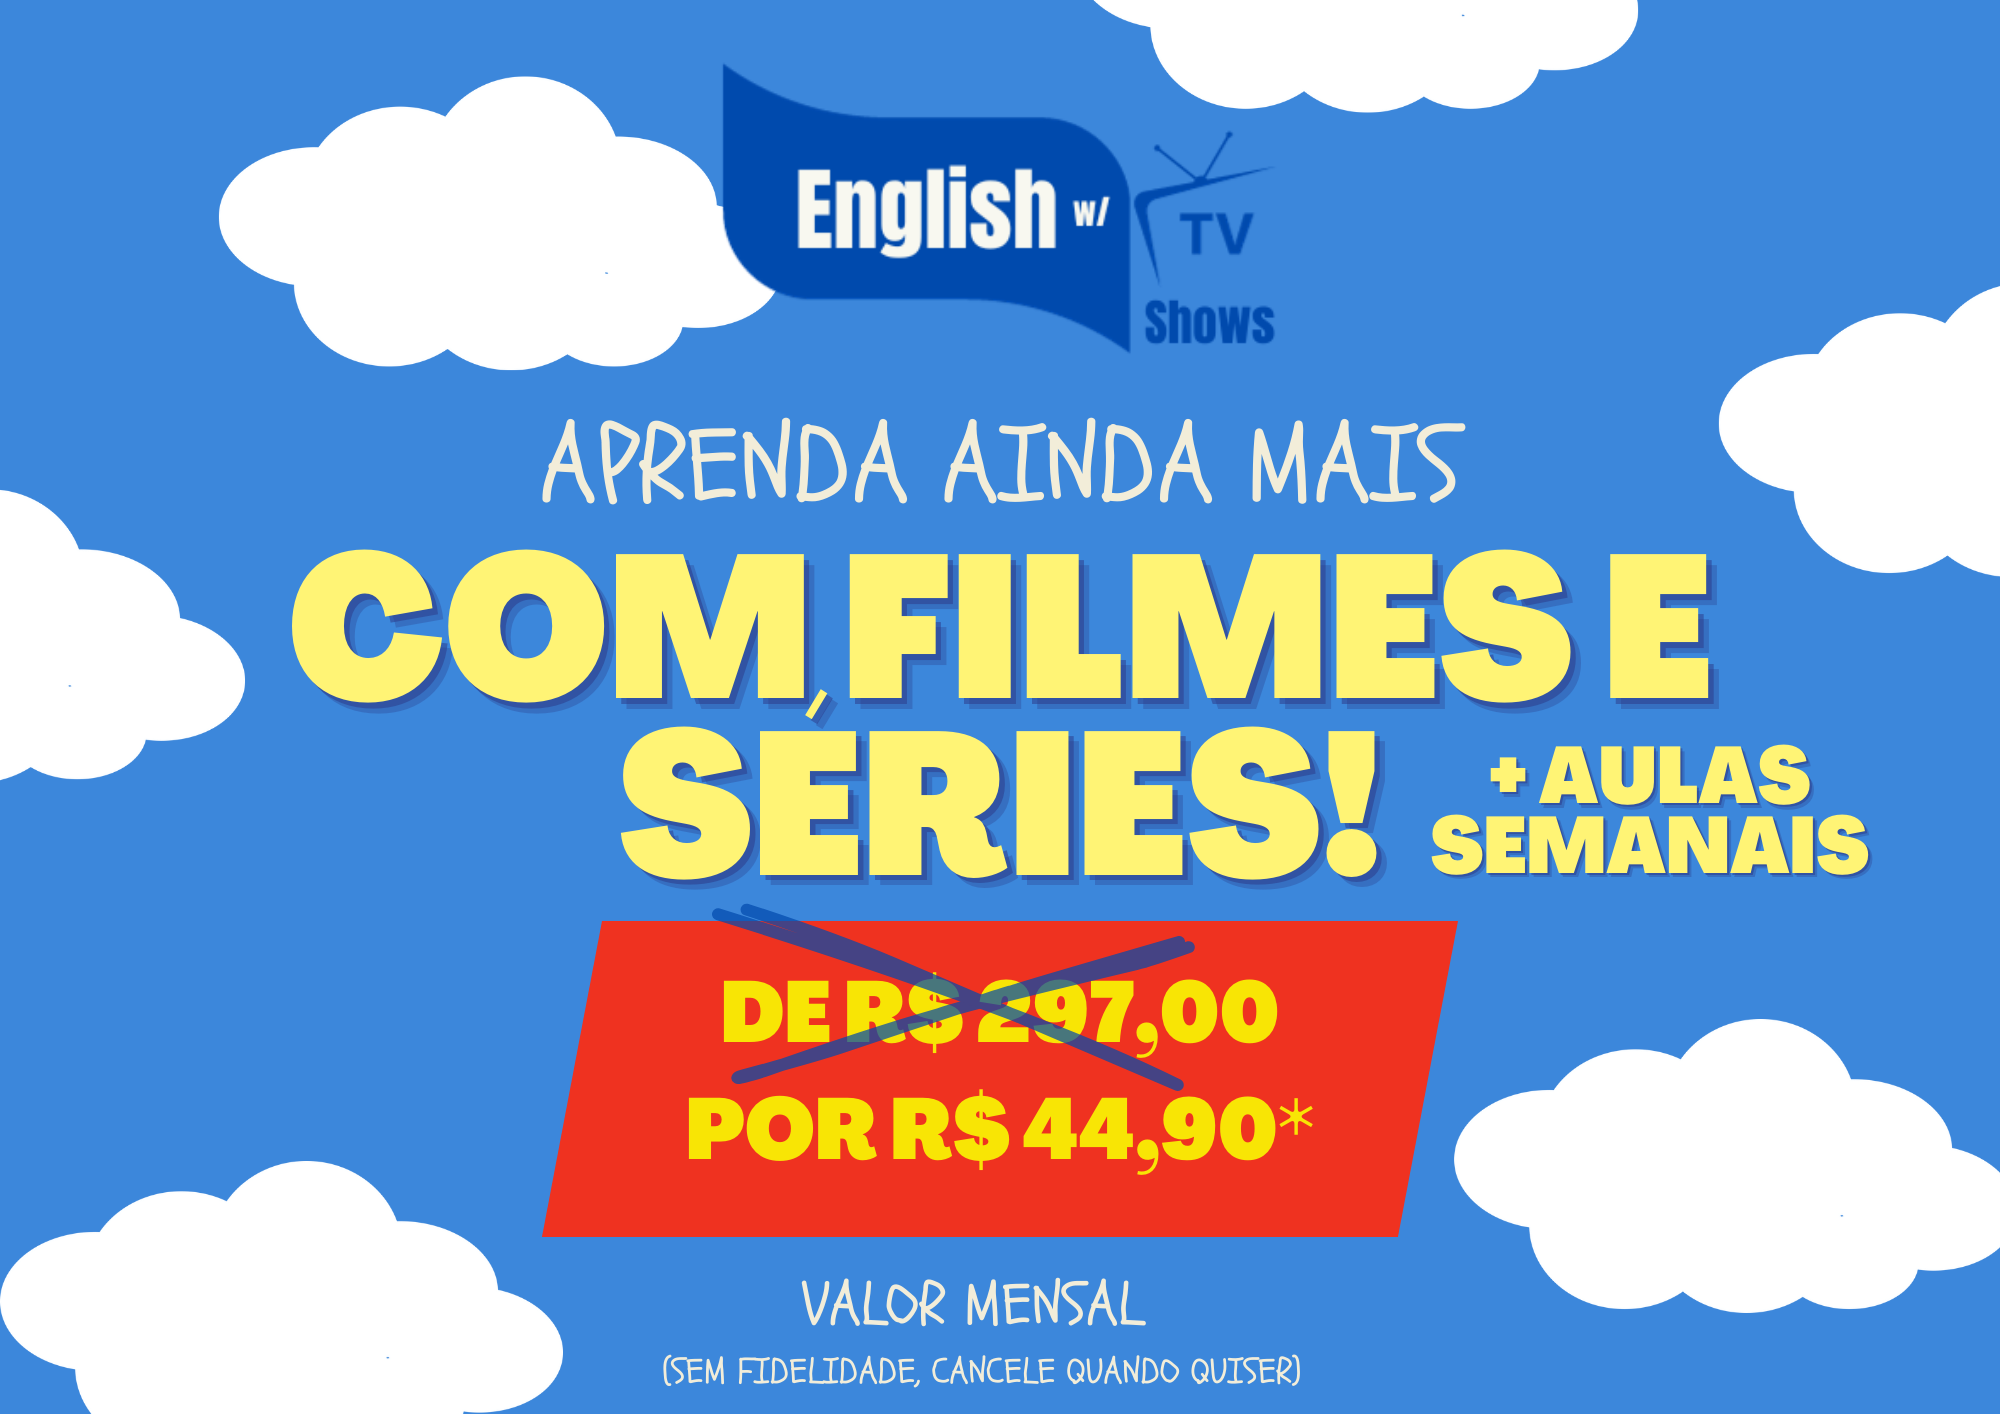 English w/
TV
Shows
APRENDA AINDA MAIS
COM FILMES E
SÉRIES!
+ AULAS
SEMANAIS
DE R$ 297,00
POR R$ 44,90*
VALOR MENSAL
(SEM FIDELIDADE, CANCELE QUANDO QUISER)